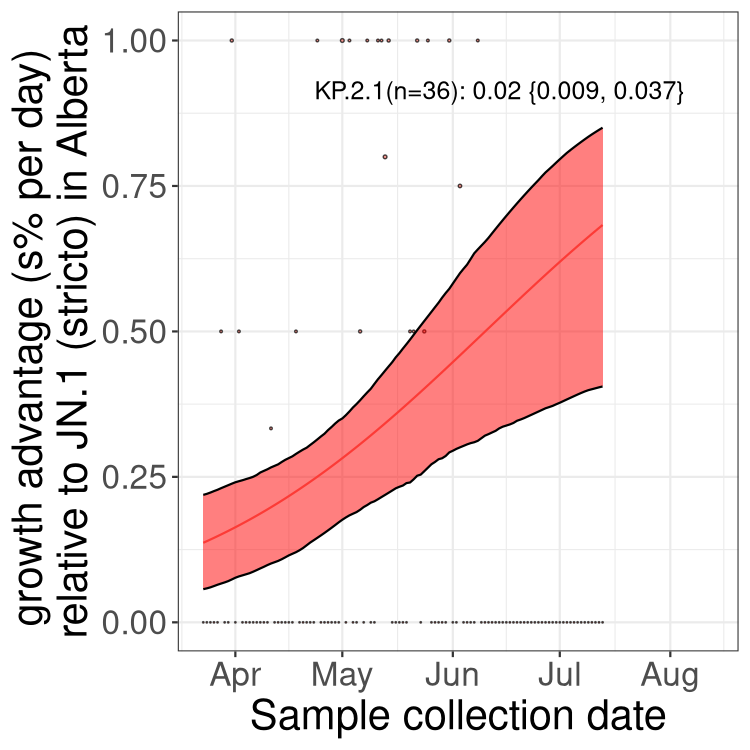 growth advantage (s% per day)
relative to JN.1 (stricto) in Alberta
1.00
0.75
0.50
0.25
0.00
KP.2.1(n=36): 0.02 {0.009, 0.037}
Apr May Jun Jul Aug
Sample collection date